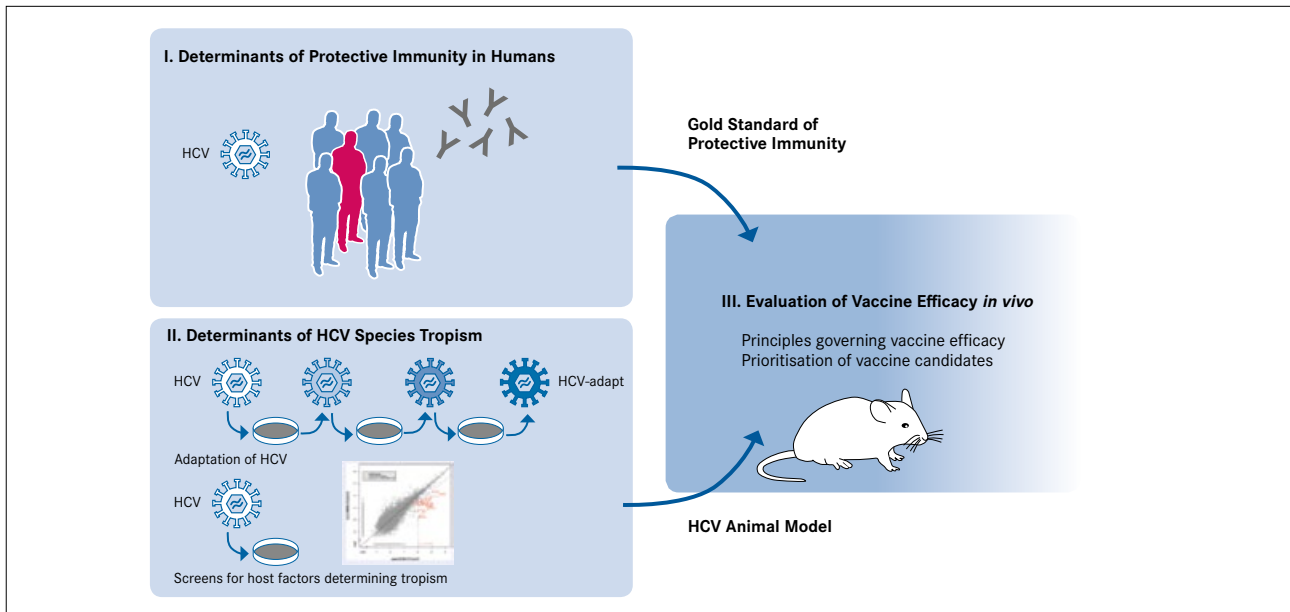 I. Determinants of Protective Immunity in Humans
HCV
Gold Standard of
Protective Immunity
II. Determinants of HCV Species Tropism
HCV
HCV-adapt
Adaptation of HCV
HCV
Screens for host factors determining tropism
III. Evaluation of Vaccine Efficacy in vivo
Principles governing vaccine efficacy
Prioritisation of vaccine candidates
HCV Animal Model